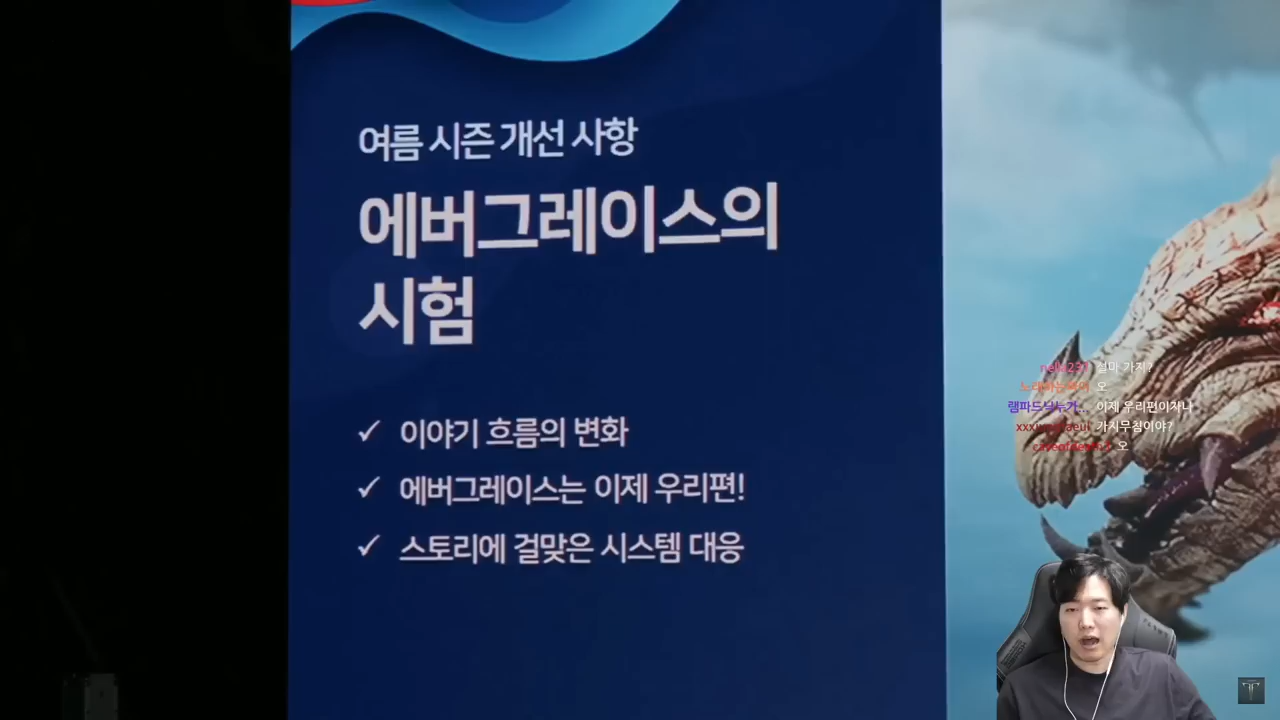 여름 시즌 개선 사항
에버그레이스의
시험
✓ 이야기 흐름의 변화
✓ 에버그레이스는 이제 우리편!
✓ 스토리에 걸맞은 시스템 대응
설마 가지?
오
이제 우리편이자나
가지무침이야?
오